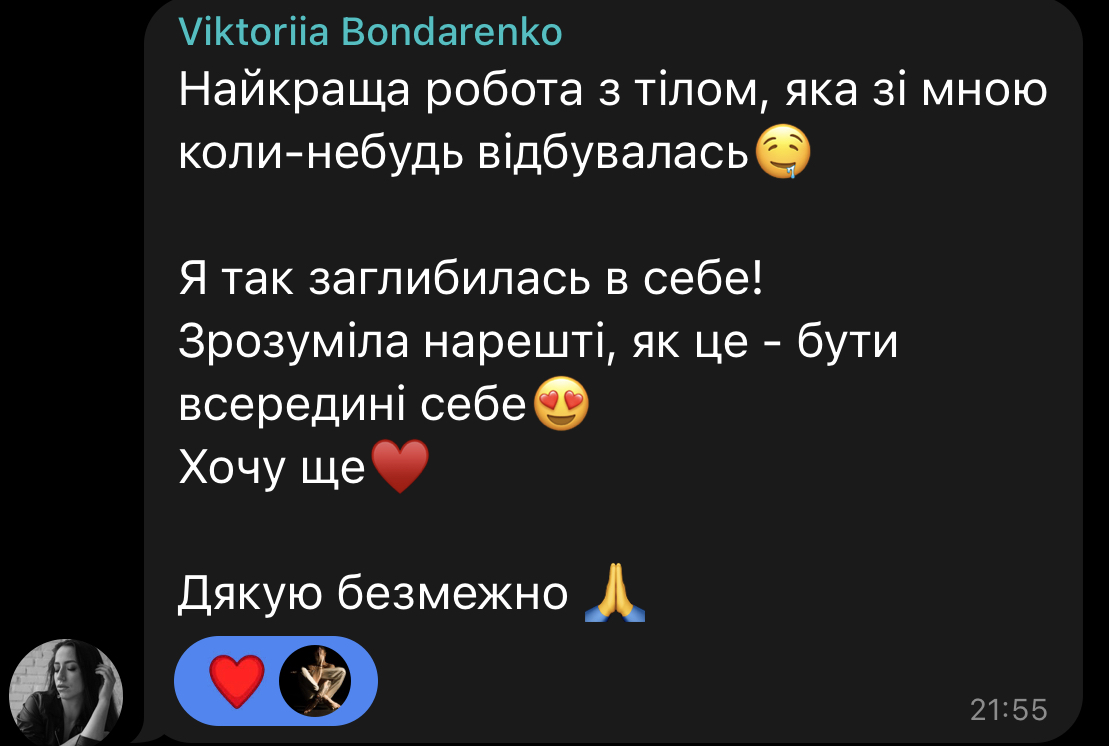 Viktoriia Bondarenko
Найкраща робота з тілом, яка зі мною
коли-небудь відбувалась🤤
Я так заглибилась в себе!
Зрозуміла нарешті, як це - бути
всередині себе😍
Хочу ще♥️
Дякую безмежно 🙏
21:55